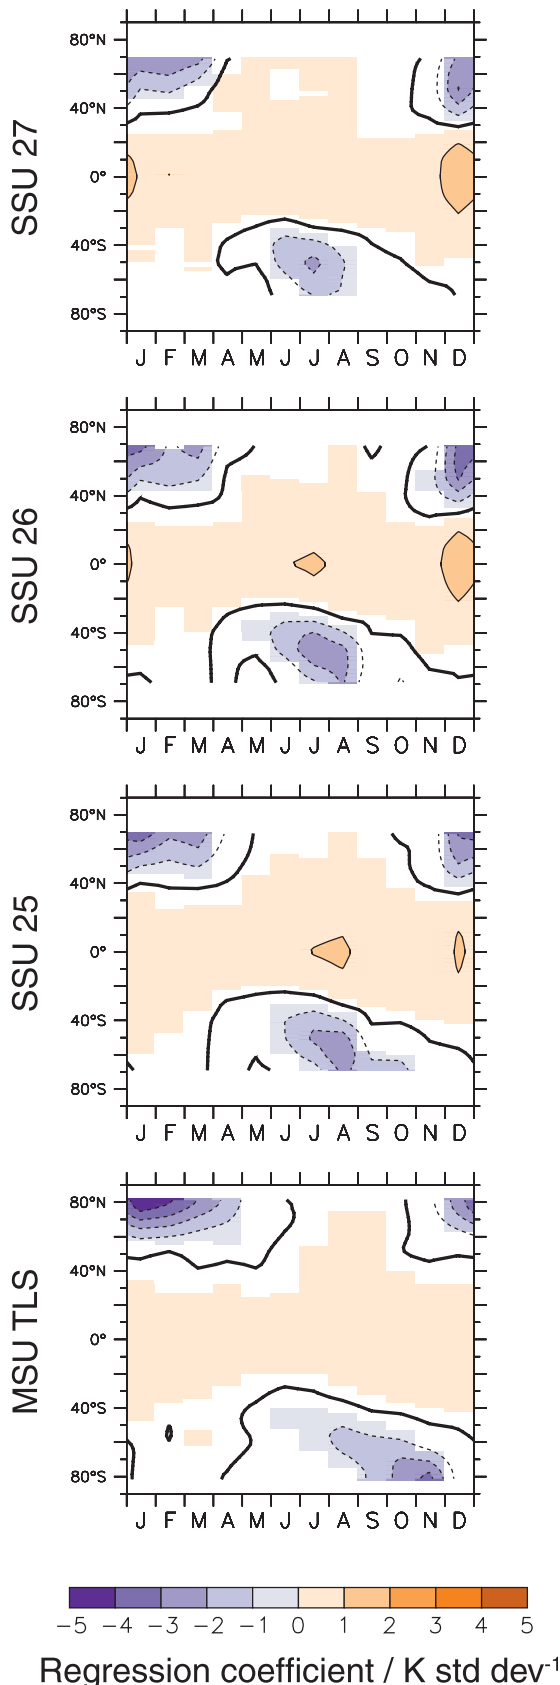 SSU 27
80°N
40°N
0°
40°S
80°S
J F M A M J J A S O N D
SSU 26
80°N
40°N
0°
40°S
80°S
J F M A M J J A S O N D
SSU 25
80°N
40°N
0°
40°S
80°S
J F M A M J J A S O N D
MSU TLS
80°N
40°N
0°
40°S
80°S
J F M A M J J A S O N D
−5 −4 −3 −2 −1 0 1 2 3 4 5
Regression coefficient / K std dev⁻¹